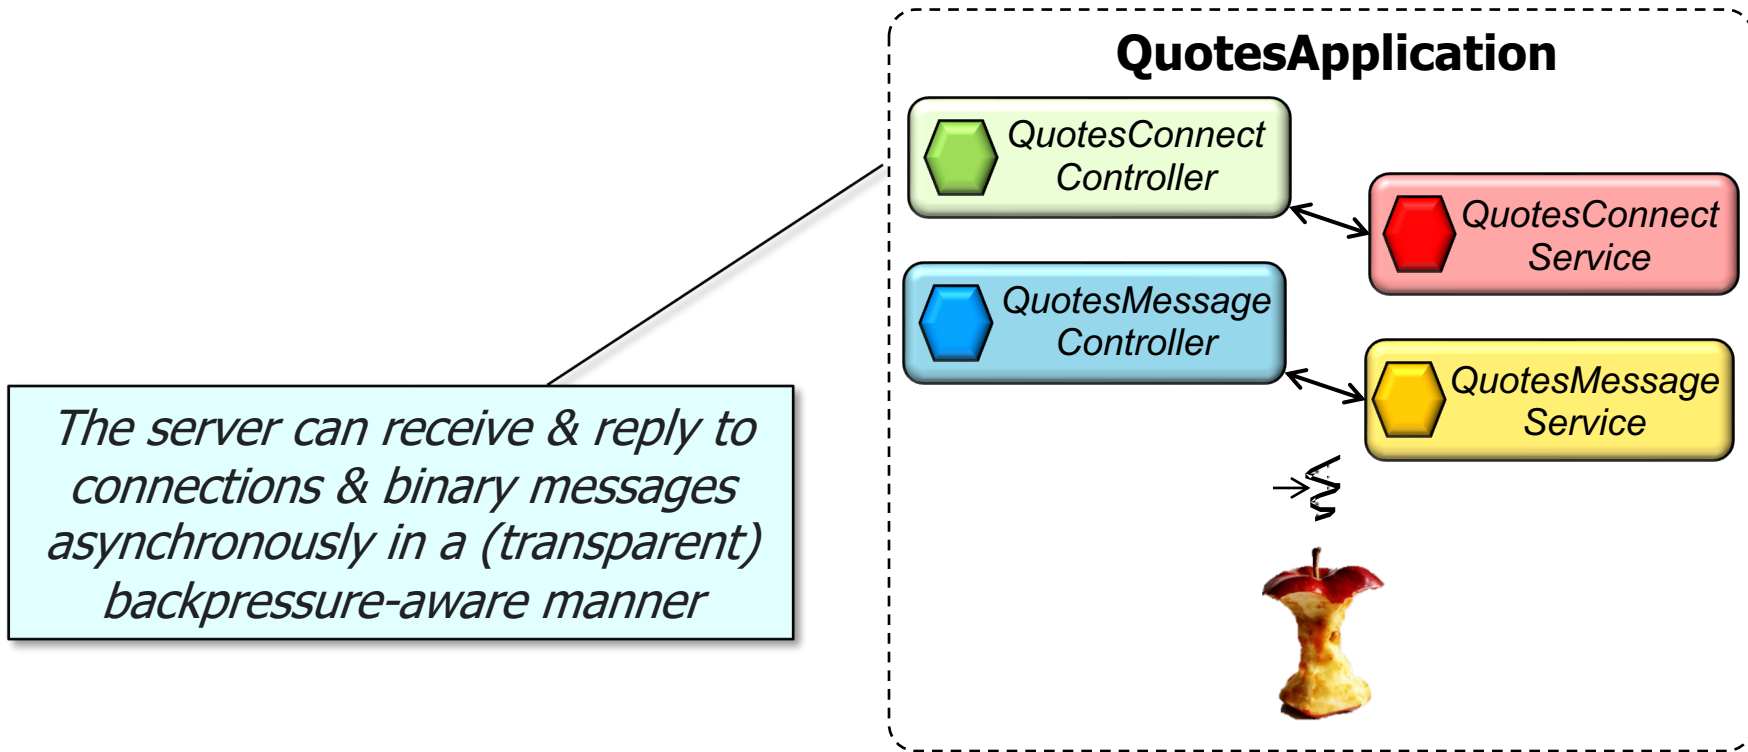 QuotesApplication
QuotesConnect
Controller
QuotesConnect
Service
QuotesMessage
Controller
QuotesMessage
Service
The server can receive & reply to
connections & binary messages
asynchronously in a (transparent)
backpressure-aware manner